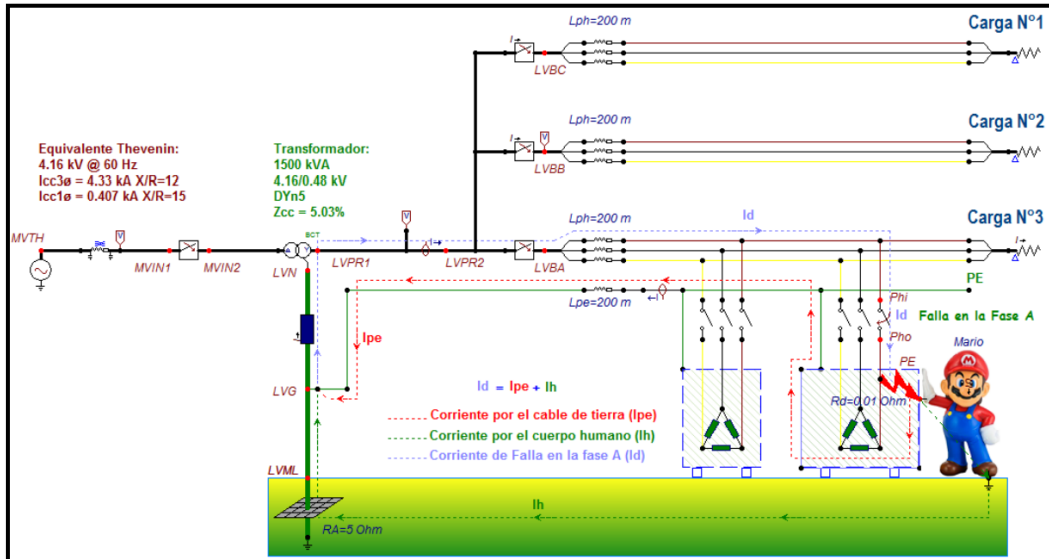 Lph=200 m
Carga N°1
LVBC
Lph=200 m
Carga N°2
LVBB
Equivalente Thevenin:
4.16 kV @ 60 Hz
Icc3ø = 4.33 kA X/R=12
Icc1ø = 0.407 kA X/R=15
Transformador:
1500 kVA
4.16/0.48 kV
DYn5
Zcc = 5.03%
Lph=200 m
Id
Carga N°3
MVTH
MVIN1
MVIN2
SCT
LVN
LVPR1
LVPR2
LVBA
PE
Lpe=200 m
Phi
Id
Falla en la Fase A
Pho
Ipe
Mario
PE
LVG
Id = Ipe + Ih
Rd=0.01 Ohm
Corriente por el cable de tierra (Ipe)
Corriente por el cuerpo humano (Ih)
Corriente de Falla en la fase A (Id)
LVML
Ih
RA=5 Ohm